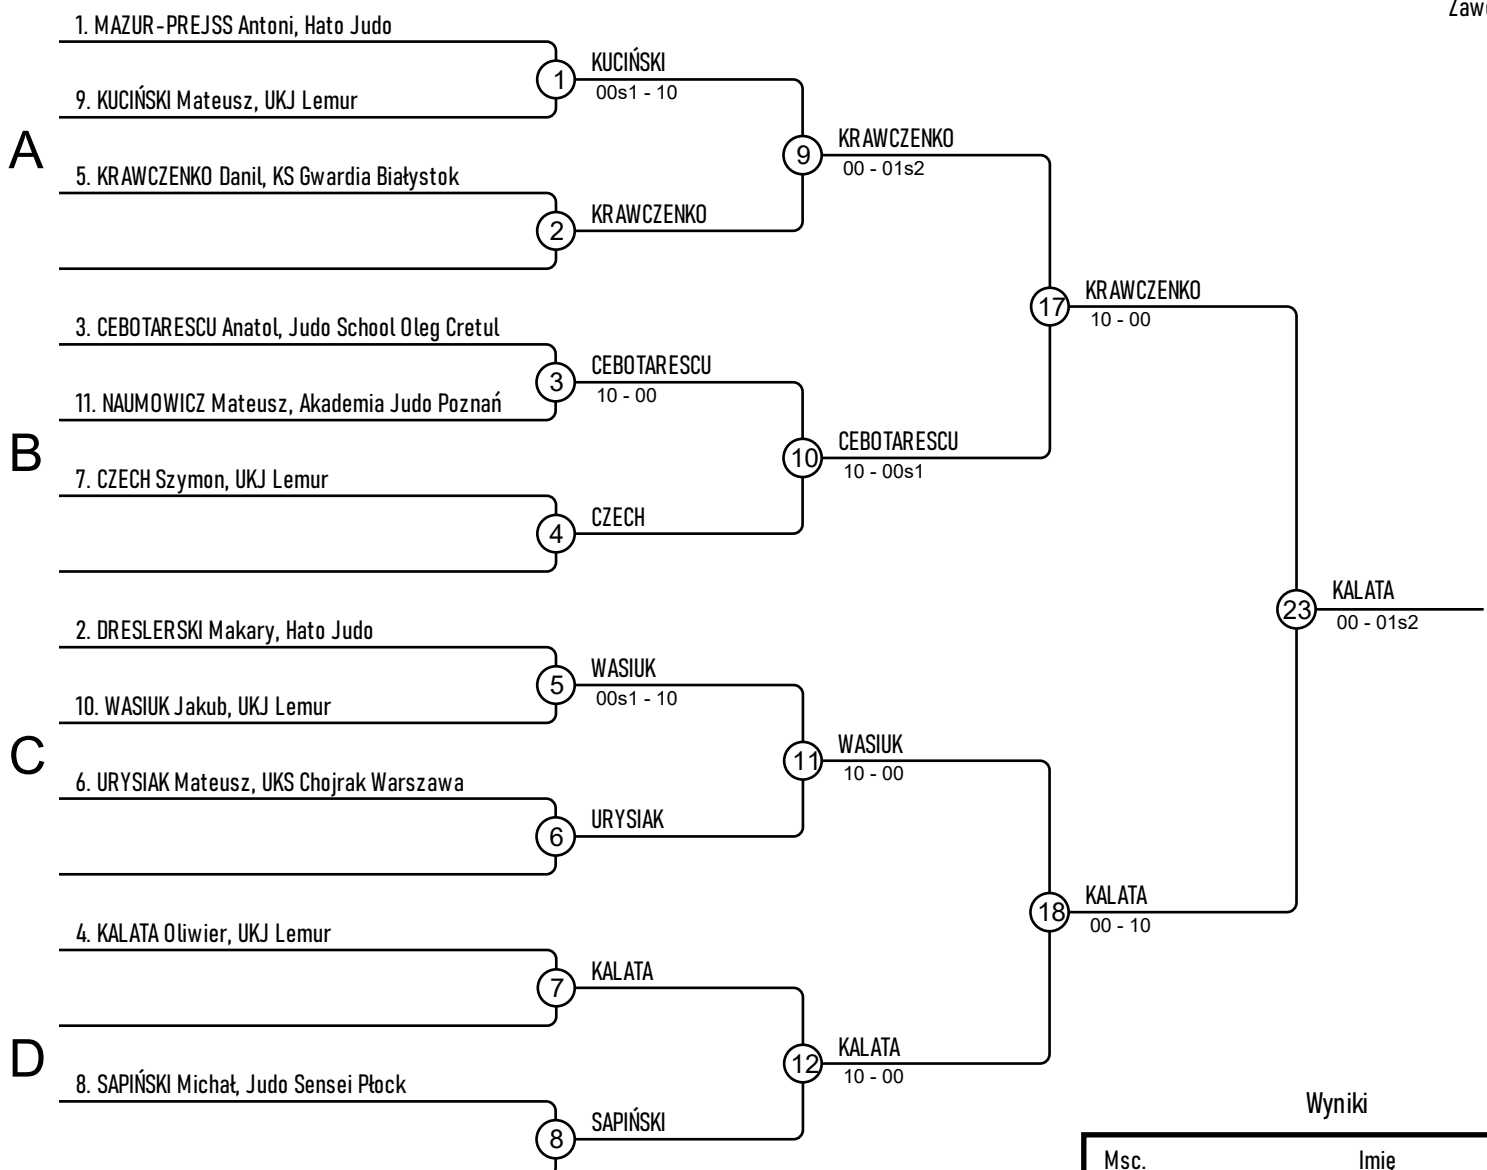 Zaw
1. MAZUR-PREJSS Antoni, Hato Judo
1
KUCIŃSKI
00s1 - 10
9. KUCIŃSKI Mateusz, UKJ Lemur
A
9
KRAWCZENKO
00 - 01s2
5. KRAWCZENKO Danil, KS Gwardia Białystok
2
KRAWCZENKO
17
KRAWCZENKO
10 - 00
3. CEBOTARESCU Anatol, Judo School Oleg Cretul
3
CEBOTARESCU
10 - 00
11. NAUMOWICZ Mateusz, Akademia Judo Poznań
B
10
CEBOTARESCU
10 - 00s1
7. CZECH Szymon, UKJ Lemur
4
CZECH
23
KALATA
00 - 01s2
2. DRESLERSKI Makary, Hato Judo
5
WASIUK
00s1 - 10
10. WASIUK Jakub, UKJ Lemur
C
11
WASIUK
10 - 00
6. URYSIAK Mateusz, UKS Chojrak Warszawa
6
URYSIAK
18
KALATA
00 - 10
4. KALATA Oliwier, UKJ Lemur
7
KALATA
D
12
KALATA
10 - 00
8. SAPIŃSKI Michał, Judo Sensei Płock
8
SAPIŃSKI
Wyniki
Msc. Imię